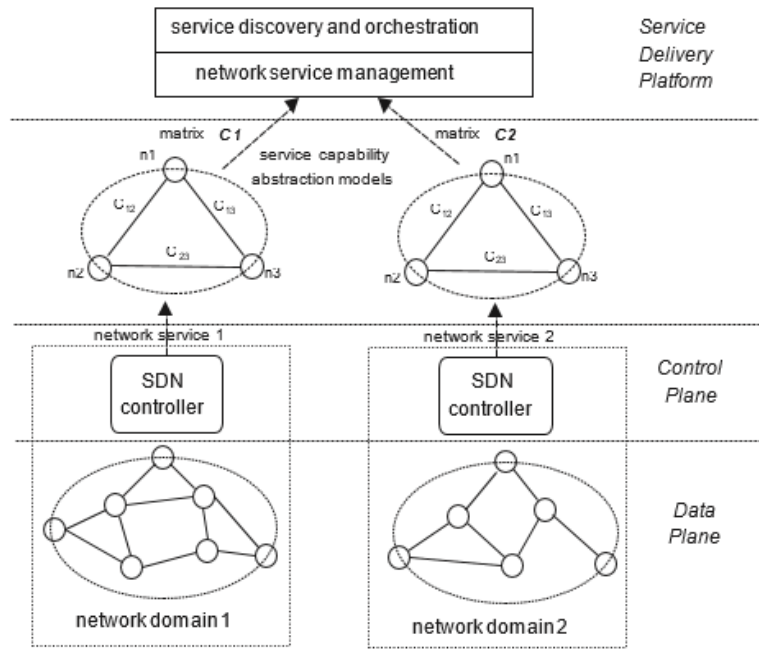 service discovery and orchestration
network service management
Service
Delivery
Platform
matrix C1
matrix C2
service capability
abstraction models
n1
C12
C13
C23
n2
n3
n1
C12
C13
C23
n2
n3
network service 1
network service 2
SDN
controller
SDN
controller
Control
Plane
Data
Plane
network domain 1
network domain 2